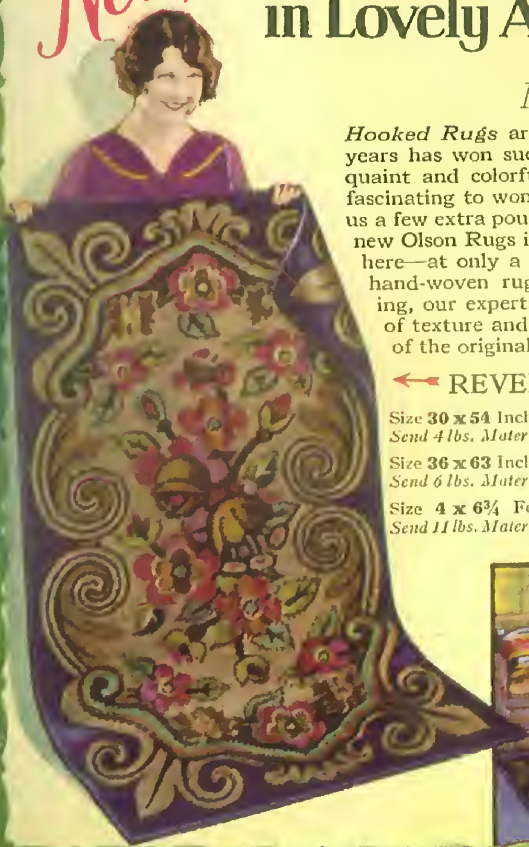 New
in Lovely A
Hooked Rugs ar
years has won suc
quaint and colorf
fascinating to won
us a few extra pou
new Olson Rugs i
here—at only a
hand-woven rug
ing, our expert
of texture and
of the original
REVE
Size 30 x 54 Incl
Send 4 lbs. Mater
Size 36 x 63 Incl
Send 6 lbs. Mater
Size 4 x 6¾ Fe
Send 11 lbs. Mater